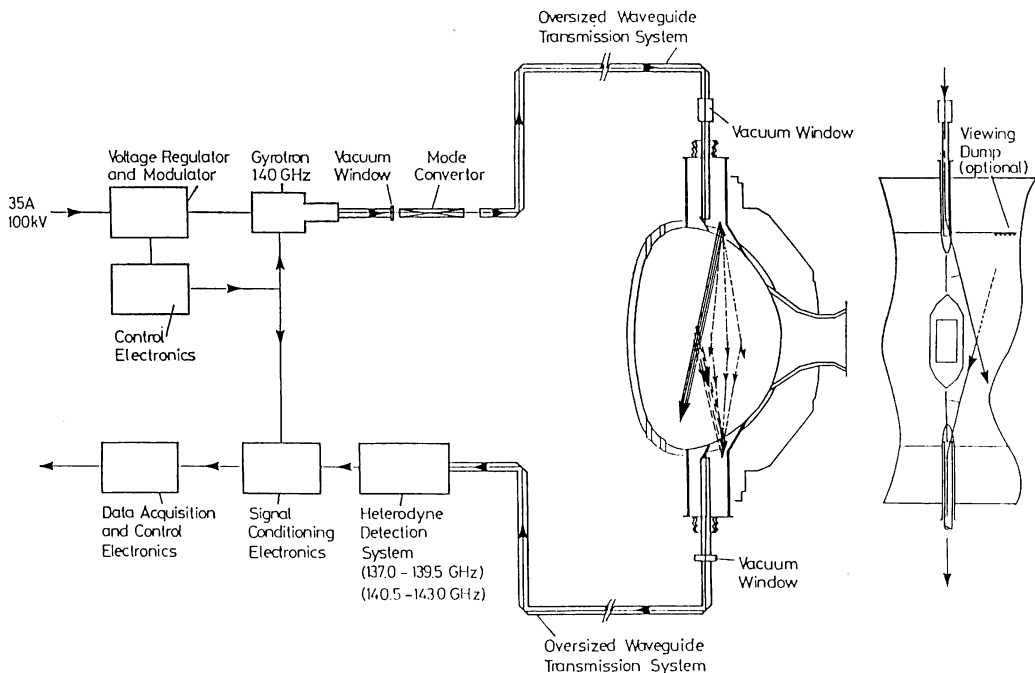 Oversized Waveguide
Transmission System
Vacuum Window
Viewing
Dump
(optional)
Voltage Regulator
and Modulator
Gyrotron
140 GHz
Vacuum
Window
Mode
Convertor
35A
100kV
Control
Electronics
Data Acquisition
and Control
Electronics
Signal
Conditioning
Electronics
Heterodyne
Detection
System
(137.0 - 139.5 GHz)
(140.5 - 143.0 GHz)
Vacuum
Window
Oversized Waveguide
Transmission System